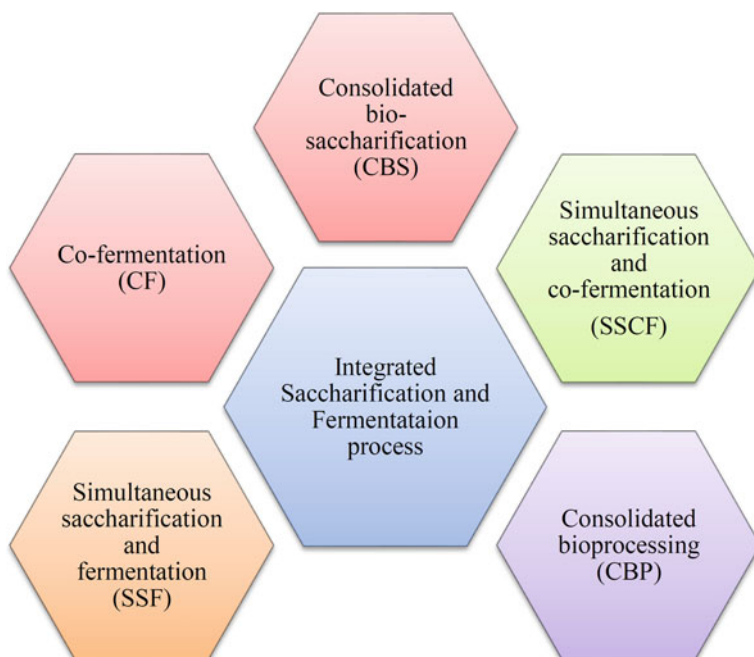 Consolidated
bio-
saccharification
(CBS)
Simultaneous
saccharification
and
co-fermentation
(SSCF)
Co-fermentation
(CF)
Integrated
Saccharification and
Fermentataion
process
Simultaneous
saccharification
and
fermentation
(SSF)
Consolidated
bioprocessing
(CBP)